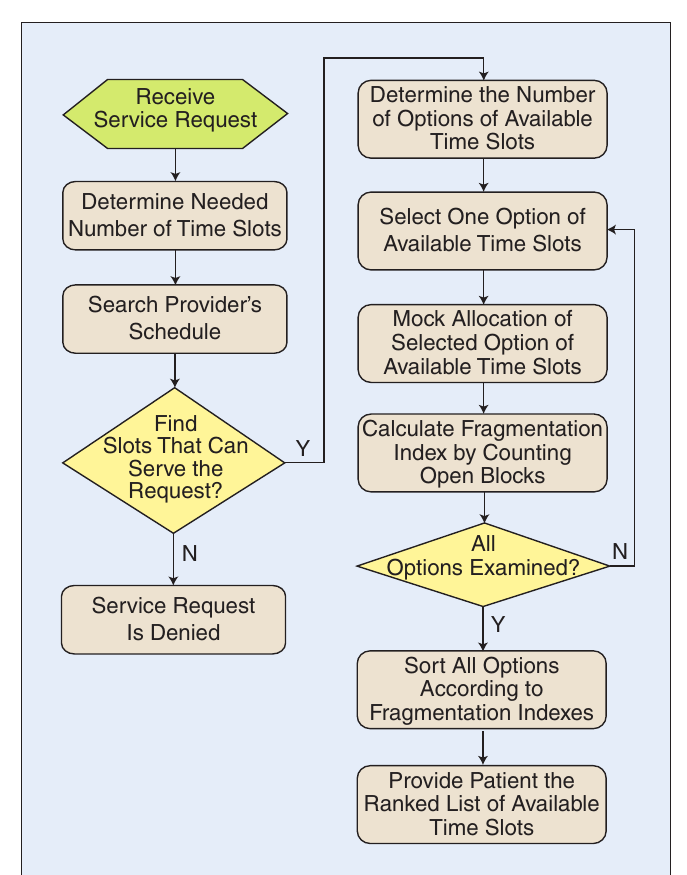 Receive
Service Request
Determine Needed
Number of Time Slots
Search Provider's
Schedule
Find
Slots That Can
Serve the
Request?
Y
N
Service Request
Is Denied
Determine the Number
of Options of Available
Time Slots
Select One Option of
Available Time Slots
Mock Allocation of
Selected Option of
Available Time Slots
Calculate Fragmentation
Index by Counting
Open Blocks
All
Options Examined?
N
Y
Sort All Options
According to
Fragmentation Indexes
Provide Patient the
Ranked List of Available
Time Slots